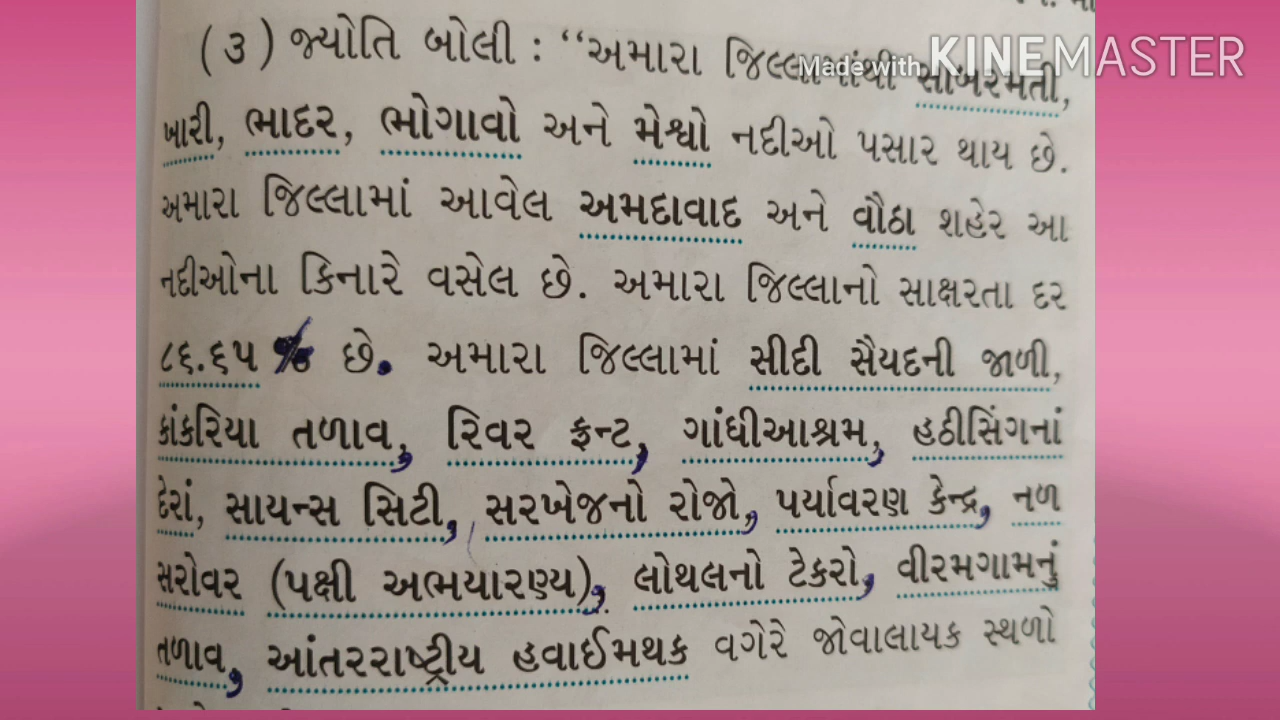 (૩) જ્યોતિ બોલી : “અમારા જિલ્લામાંથી સાબરમતી,
Made with KINEMASTER
ખારી, ભાદર, ભોગાવો અને મેશ્વો નદીઓ પસાર થાય છે.
અમારા જિલ્લામાં આવેલ અમદાવાદ અને વૌઠા શહેર આ
નદીઓના કિનારે વસેલ છે. અમારા જિલ્લાનો સાક્ષરતા દર
૮૬.૬૫ % છે. અમારા જિલ્લામાં સીદી સૈયદની જાળી,
કાંકરિયા તળાવ, રિવર ફ્રન્ટ, ગાંધીઆશ્રમ, હઠીસિંગનાં
દેરાં, સાયન્સ સિટી, સરખેજનો રોજો, પર્યાવરણ કેન્દ્ર, નળ
સરોવર (પક્ષી અભયારણ્ય), લોથલનો ટેકરો, વીરમગામનું
તળાવ, આંતરરાષ્ટ્રીય હવાઈમથક વગેરે જોવાલાયક સ્થળો